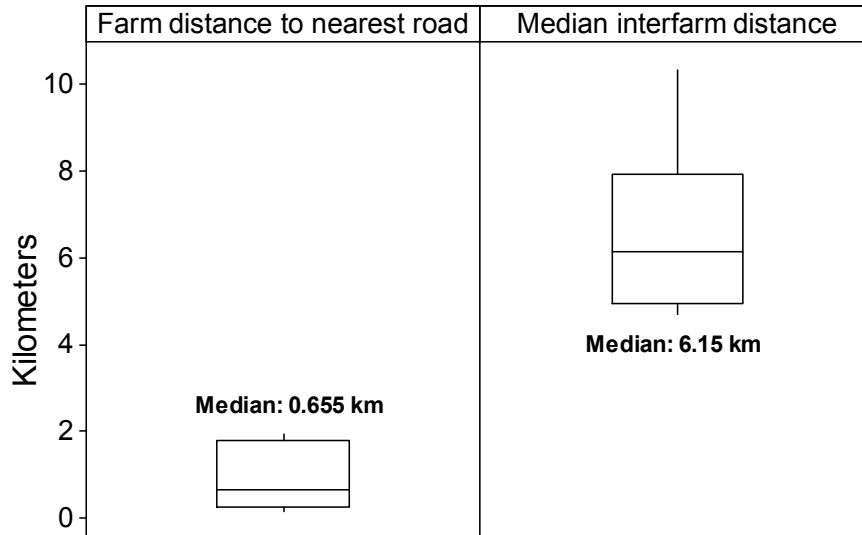 Farm distance to nearest road
Median interfarm distance
10
8
6
4
2
0
Kilometers
Median: 0.655 km
Median: 6.15 km